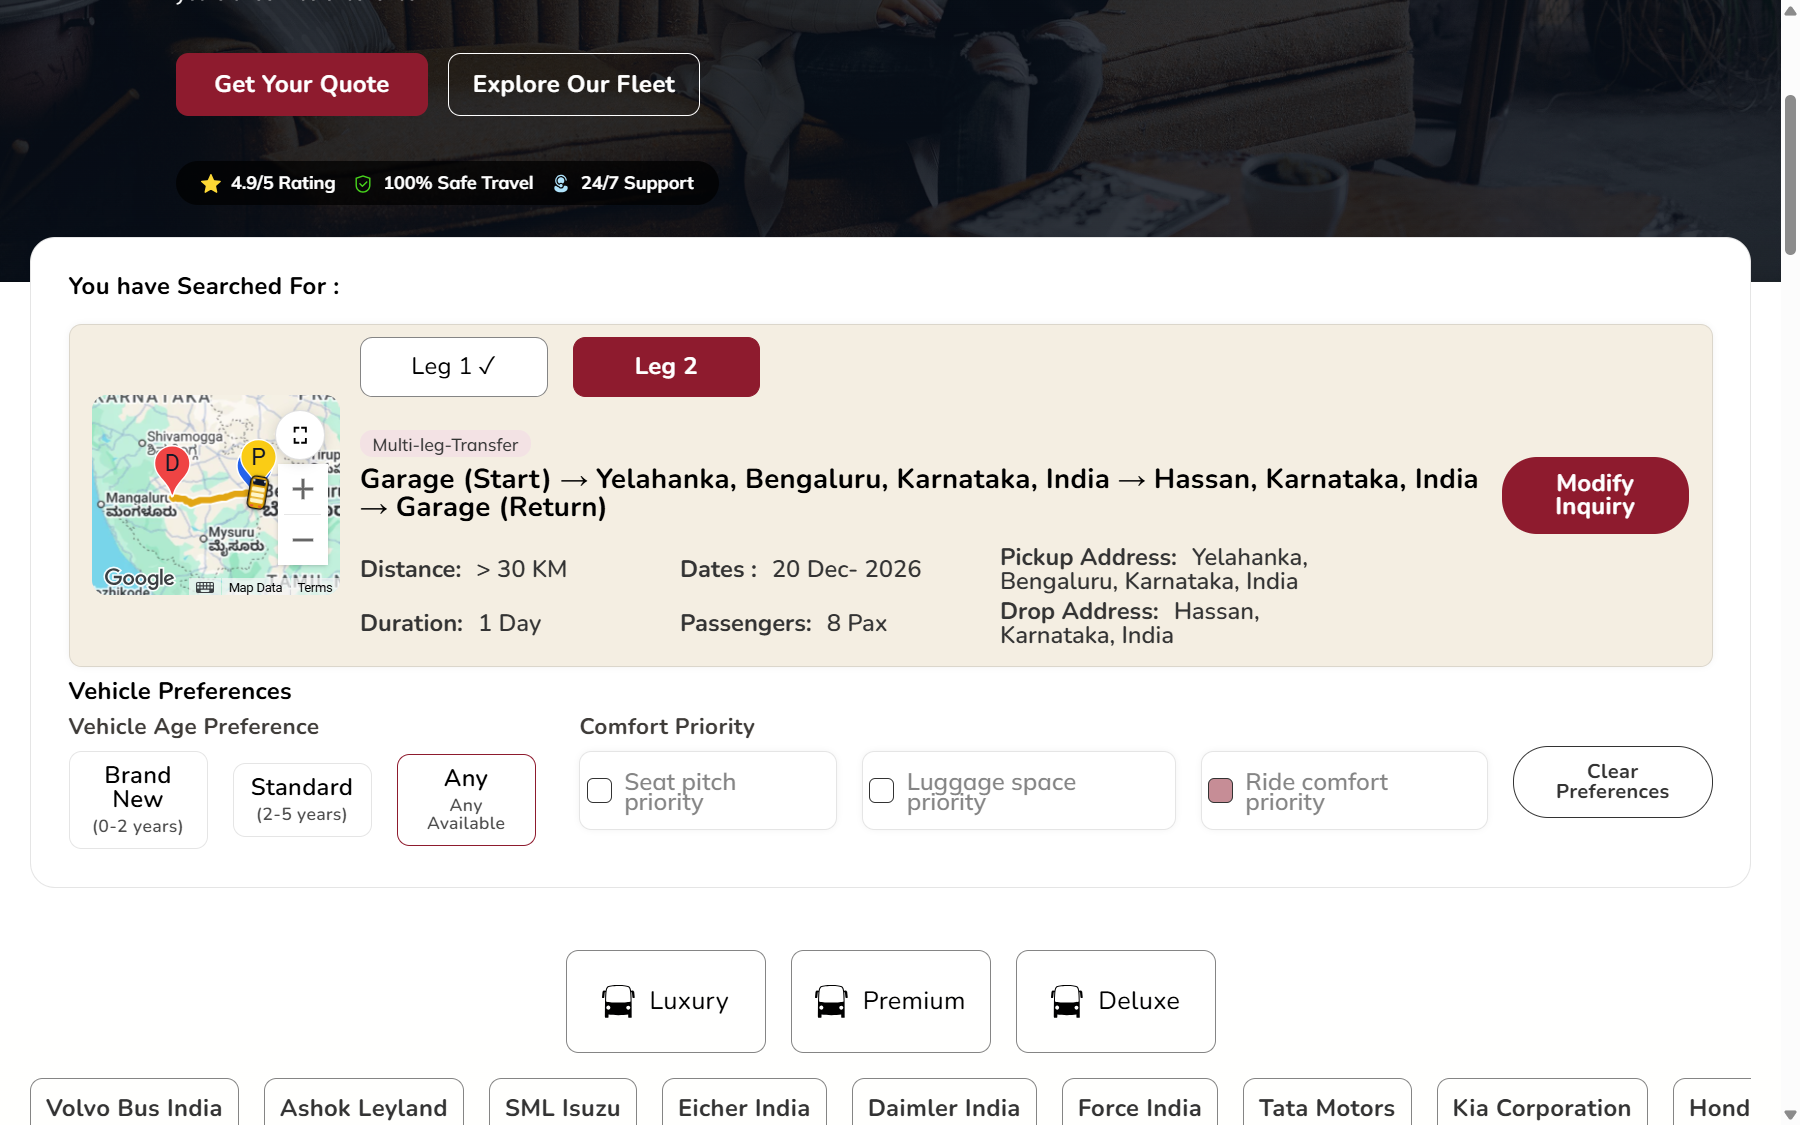 Get Your Quote
Explore Our Fleet
4.9/5 Rating
100% Safe Travel
24/7 Support
You have Searched For :
Leg 1 ✓
Leg 2
Multi-leg-Transfer
Garage (Start) → Yelahanka, Bengaluru, Karnataka, India → Hassan, Karnataka, India
→ Garage (Return)
Modify
Inquiry
Distance: > 30 KM
Dates : 20 Dec- 2026
Pickup Address: Yelahanka,
Bengaluru, Karnataka, India
Duration: 1 Day
Passengers: 8 Pax
Drop Address: Hassan,
Karnataka, India
KARNATAKA
Shivamogga
D
P
Mangaluru
ಮಂಗಳೂರು
Mysuru
ಮೈಸೂರು
Google
Map Data
Terms
Vehicle Preferences
Vehicle Age Preference
Comfort Priority
Brand
New
(0-2 years)
Standard
(2-5 years)
Any
Any
Available
Seat pitch
priority
Luggage space
priority
Ride comfort
priority
Clear
Preferences
Luxury
Premium
Deluxe
Volvo Bus India
Ashok Leyland
SML Isuzu
Eicher India
Daimler India
Force India
Tata Motors
Kia Corporation
Hond